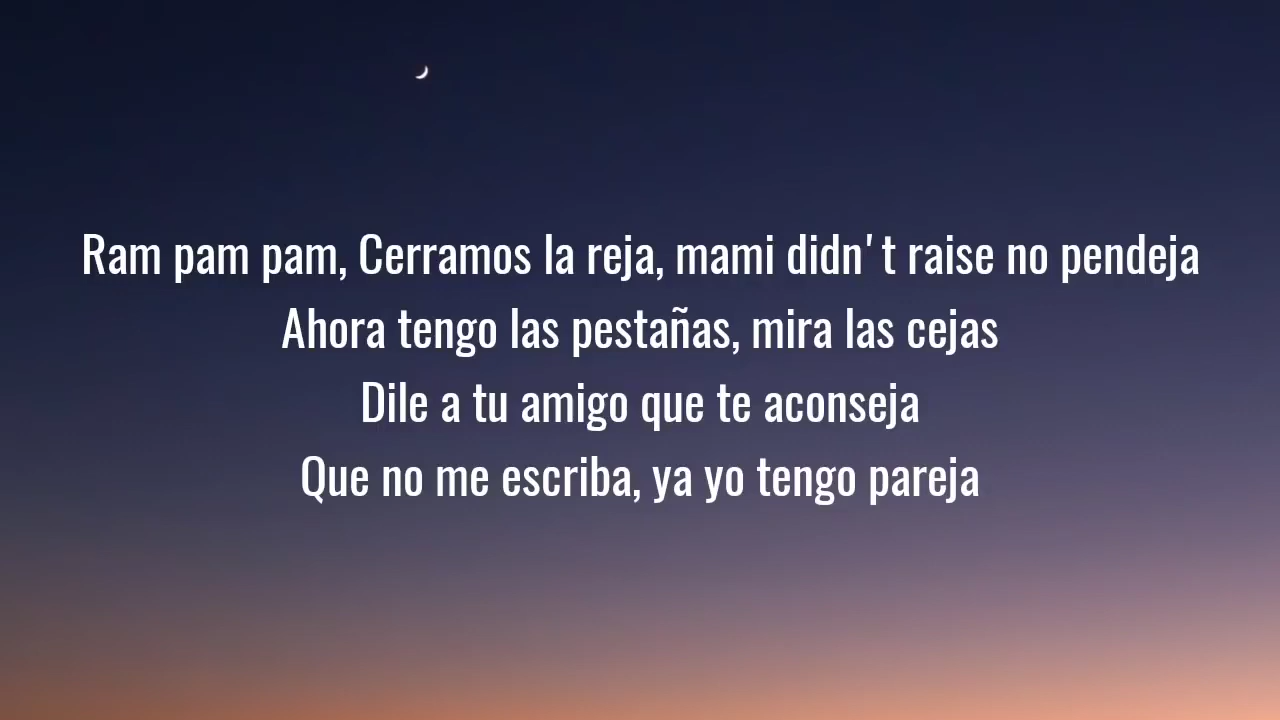 Ram pam pam, Cerramos la reja, mami didn't raise no pendeja
Ahora tengo las pestañas, mira las cejas
Dile a tu amigo que te aconseja
Que no me escriba, ya yo tengo pareja